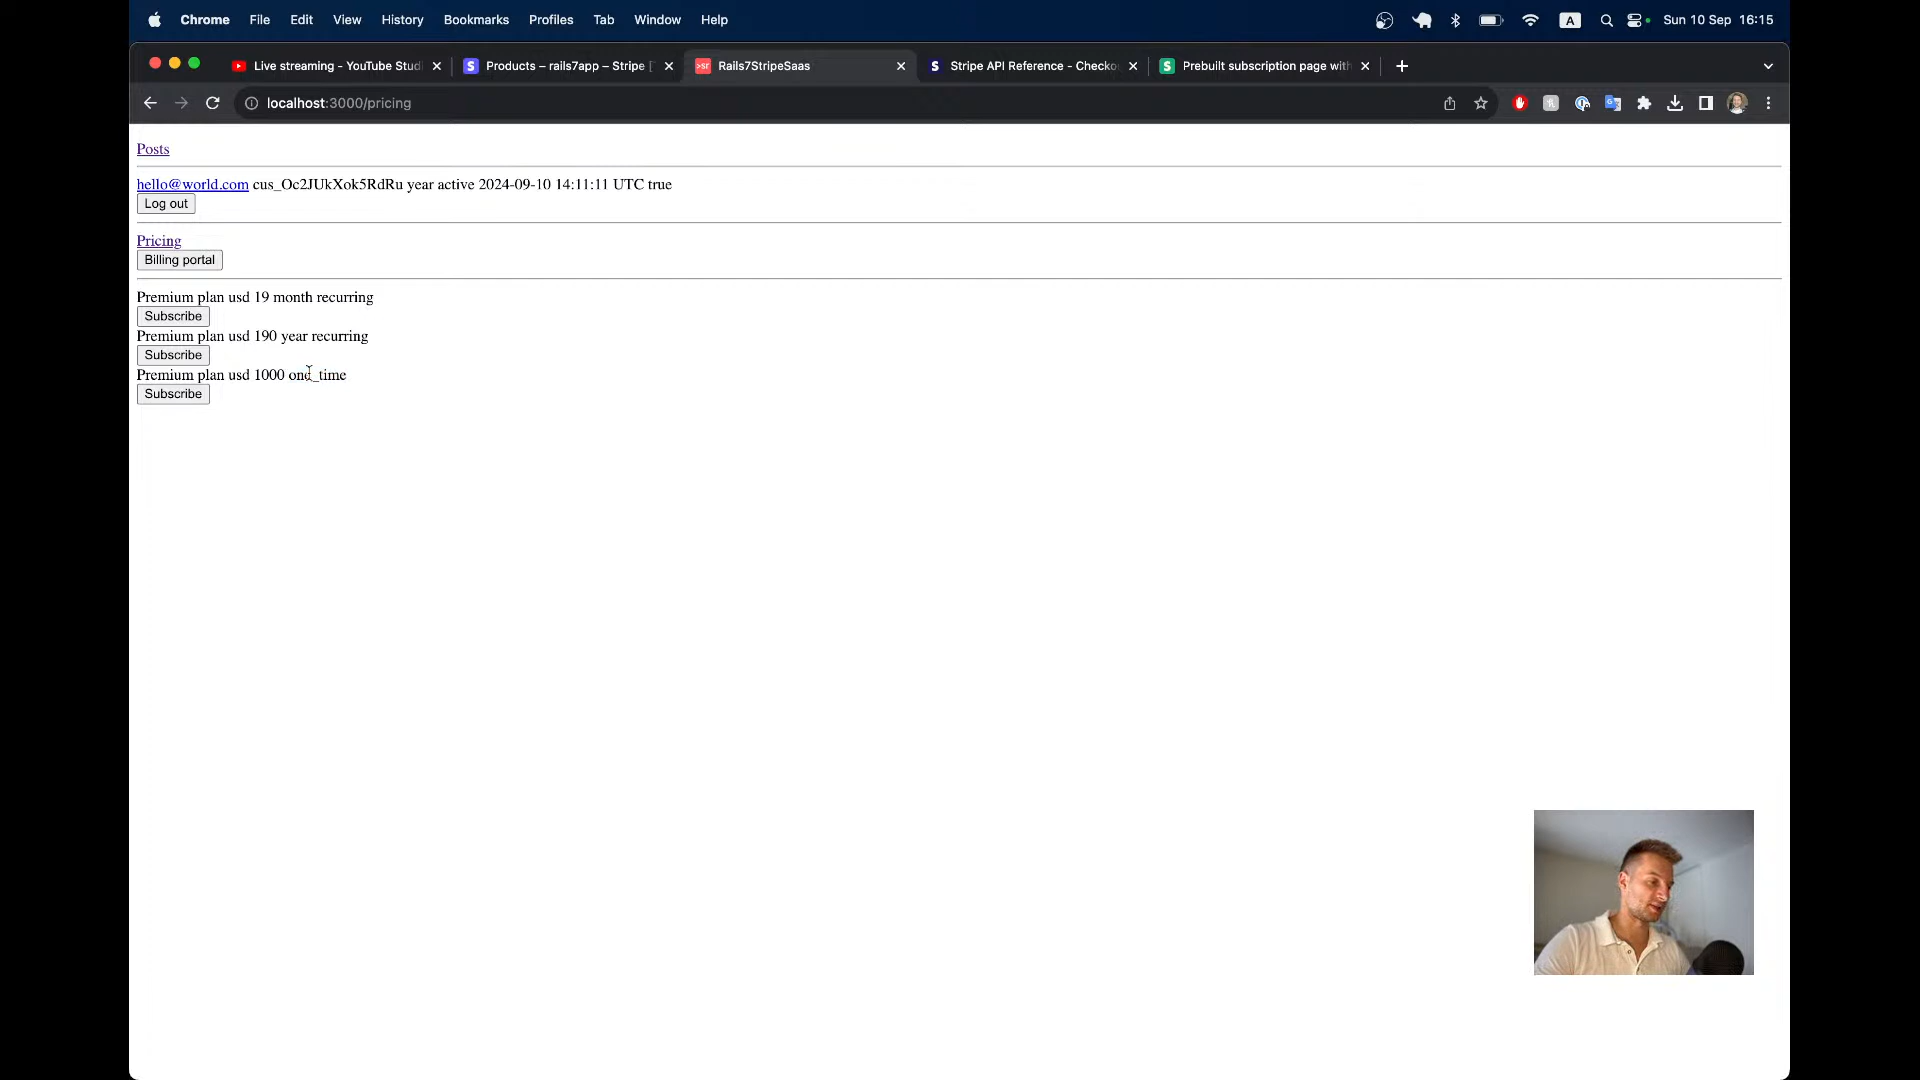 Chrome File Edit View History Bookmarks Profiles Tab Window Help
A Sun 10 Sep 16:15
Live streaming - YouTube Studi
Products – rails7app – Stripe [
Rails7StripeSaas
Stripe API Reference - Checko
Prebuilt subscription page with
localhost:3000/pricing
Posts
hello@world.com cus_Oc2JUkXok5RdRu year active 2024-09-10 14:11:11 UTC true
Log out
Pricing
Billing portal
Premium plan usd 19 month recurring
Subscribe
Premium plan usd 190 year recurring
Subscribe
Premium plan usd 1000 one_time
Subscribe